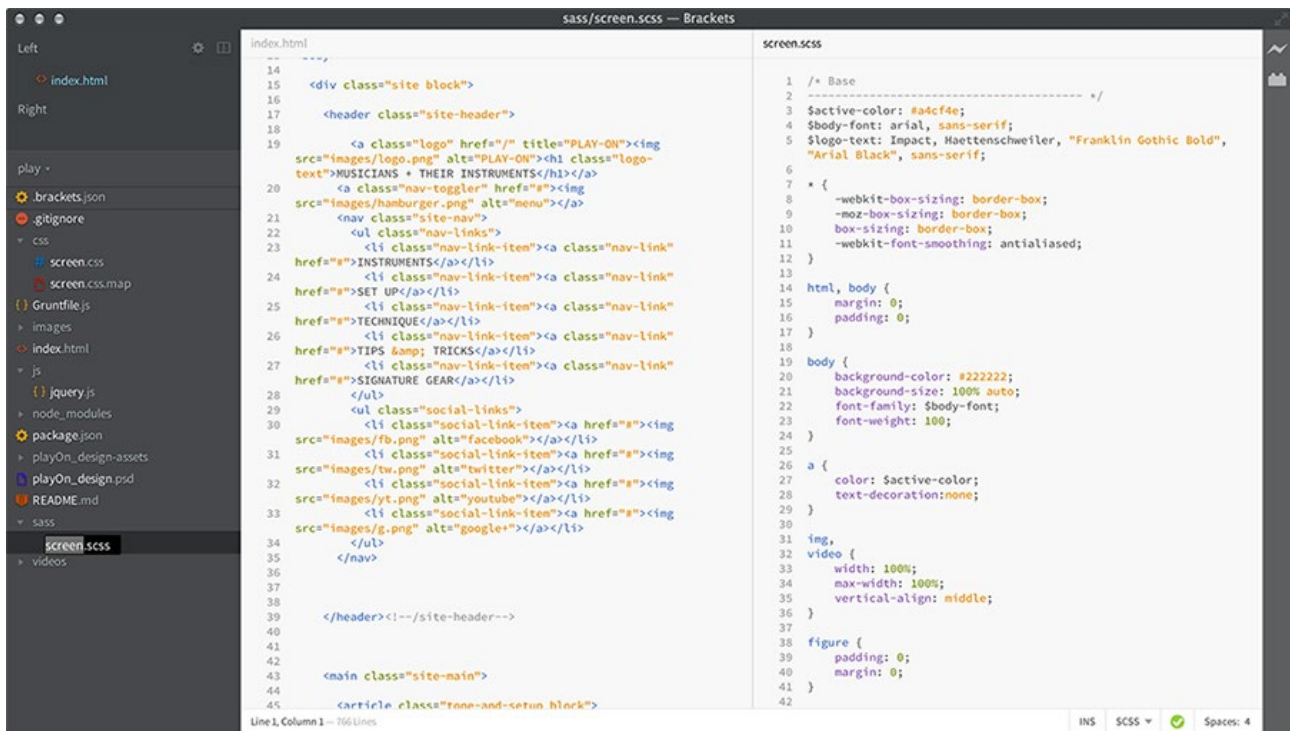 sass/screen.scss — Brackets
Left
<> index.html
Right
play
.brackets.json
.gitignore
css
# screen.css
screen.css.map
{} Gruntfile.js
images
<> index.html
js
{} jquery.js
node_modules
package.json
playOn_design-assets
playOn_design.psd
README.md
sass
screen.scss
videos
index.html
14
15 <div class="site block">
16
17 <header class="site-header">
18
19 <a class="logo" href="/" title="PLAY-ON"><img
src="images/logo.png" alt="PLAY-ON"><h1 class="logo-
text">MUSICIANS + THEIR INSTRUMENTS</h1></a>
20 <a class="nav-toggler" href="#"><img
src="images/hamburger.png" alt="menu"></a>
21 <nav class="site-nav">
22 <ul class="nav-links">
23 <li class="nav-link-item"><a class="nav-link"
href="#">INSTRUMENTS</a></li>
24 <li class="nav-link-item"><a class="nav-link"
href="#">SET UP</a></li>
25 <li class="nav-link-item"><a class="nav-link"
href="#">TECHNIQUE</a></li>
26 <li class="nav-link-item"><a class="nav-link"
href="#">TIPS &amp; TRICKS</a></li>
27 <li class="nav-link-item"><a class="nav-link"
href="#">SIGNATURE GEAR</a></li>
28 </ul>
29 <ul class="social-links">
30 <li class="social-link-item"><a href="#"><img
src="images/fb.png" alt="facebook"></a></li>
31 <li class="social-link-item"><a href="#"><img
src="images/tw.png" alt="twitter"></a></li>
32 <li class="social-link-item"><a href="#"><img
src="images/yt.png" alt="youtube"></a></li>
33 <li class="social-link-item"><a href="#"><img
src="images/g.png" alt="google+"></a></li>
34 </ul>
35 </nav>
36
37
38
39 </header><!--/site-header-->
40
41
42
43 <main class="site-main">
44
45 <article class="tone-and-setup block">
screen.scss
1 /* Base
2 ---------------------------------------- */
3 $active-color: #a4cf4e;
4 $body-font: arial, sans-serif;
5 $logo-text: Impact, Haettenschweiler, "Franklin Gothic Bold",
"Arial Black", sans-serif;
6
7 * {
8 -webkit-box-sizing: border-box;
9 -moz-box-sizing: border-box;
10 box-sizing: border-box;
11 -webkit-font-smoothing: antialiased;
12 }
13
14 html, body {
15 margin: 0;
16 padding: 0;
17 }
18
19 body {
20 background-color: #222222;
21 background-size: 100% auto;
22 font-family: $body-font;
23 font-weight: 100;
24 }
25
26 a {
27 color: $active-color;
28 text-decoration:none;
29 }
30
31 img,
32 video {
33 width: 100%;
34 max-width: 100%;
35 vertical-align: middle;
36 }
37
38 figure {
39 padding: 0;
40 margin: 0;
41 }
42
Line 1, Column 1 — 766 Lines
INS SCSS Spaces: 4